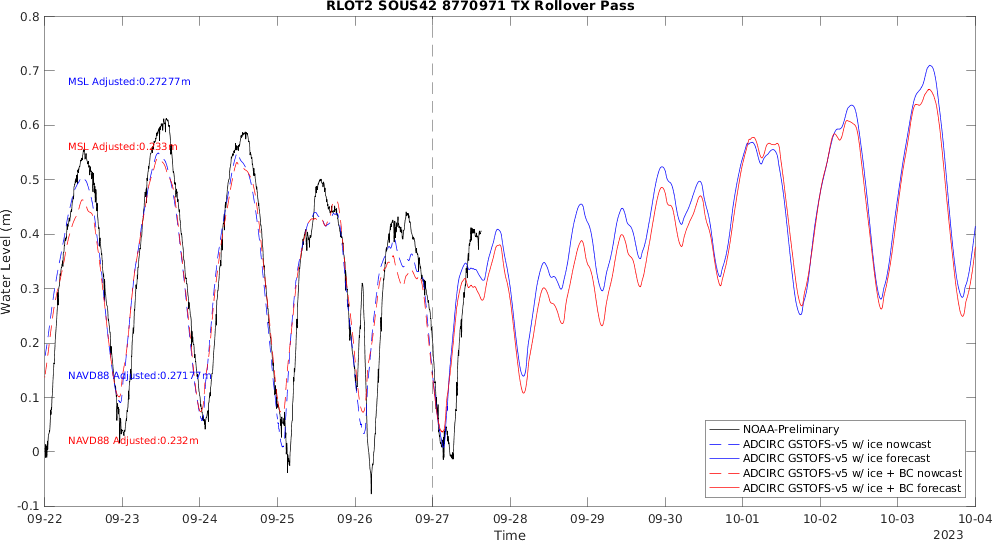 RLOT2 SOUS42 8770971 TX Rollover Pass
0.8
0.7
0.6
0.5
0.4
0.3
0.2
0.1
0
-0.1
Water Level (m)
MSL Adjusted:0.27277m
MSL Adjusted:0.233m
NAVD88 Adjusted:0.27177m
NAVD88 Adjusted:0.232m
NOAA-Preliminary
ADCIRC GSTOFS-v5 w/ ice nowcast
ADCIRC GSTOFS-v5 w/ ice forecast
ADCIRC GSTOFS-v5 w/ ice + BC nowcast
ADCIRC GSTOFS-v5 w/ ice + BC forecast
09-22 09-23 09-24 09-25 09-26 09-27 09-28 09-29 09-30 10-01 10-02 10-03 10-04
Time
2023